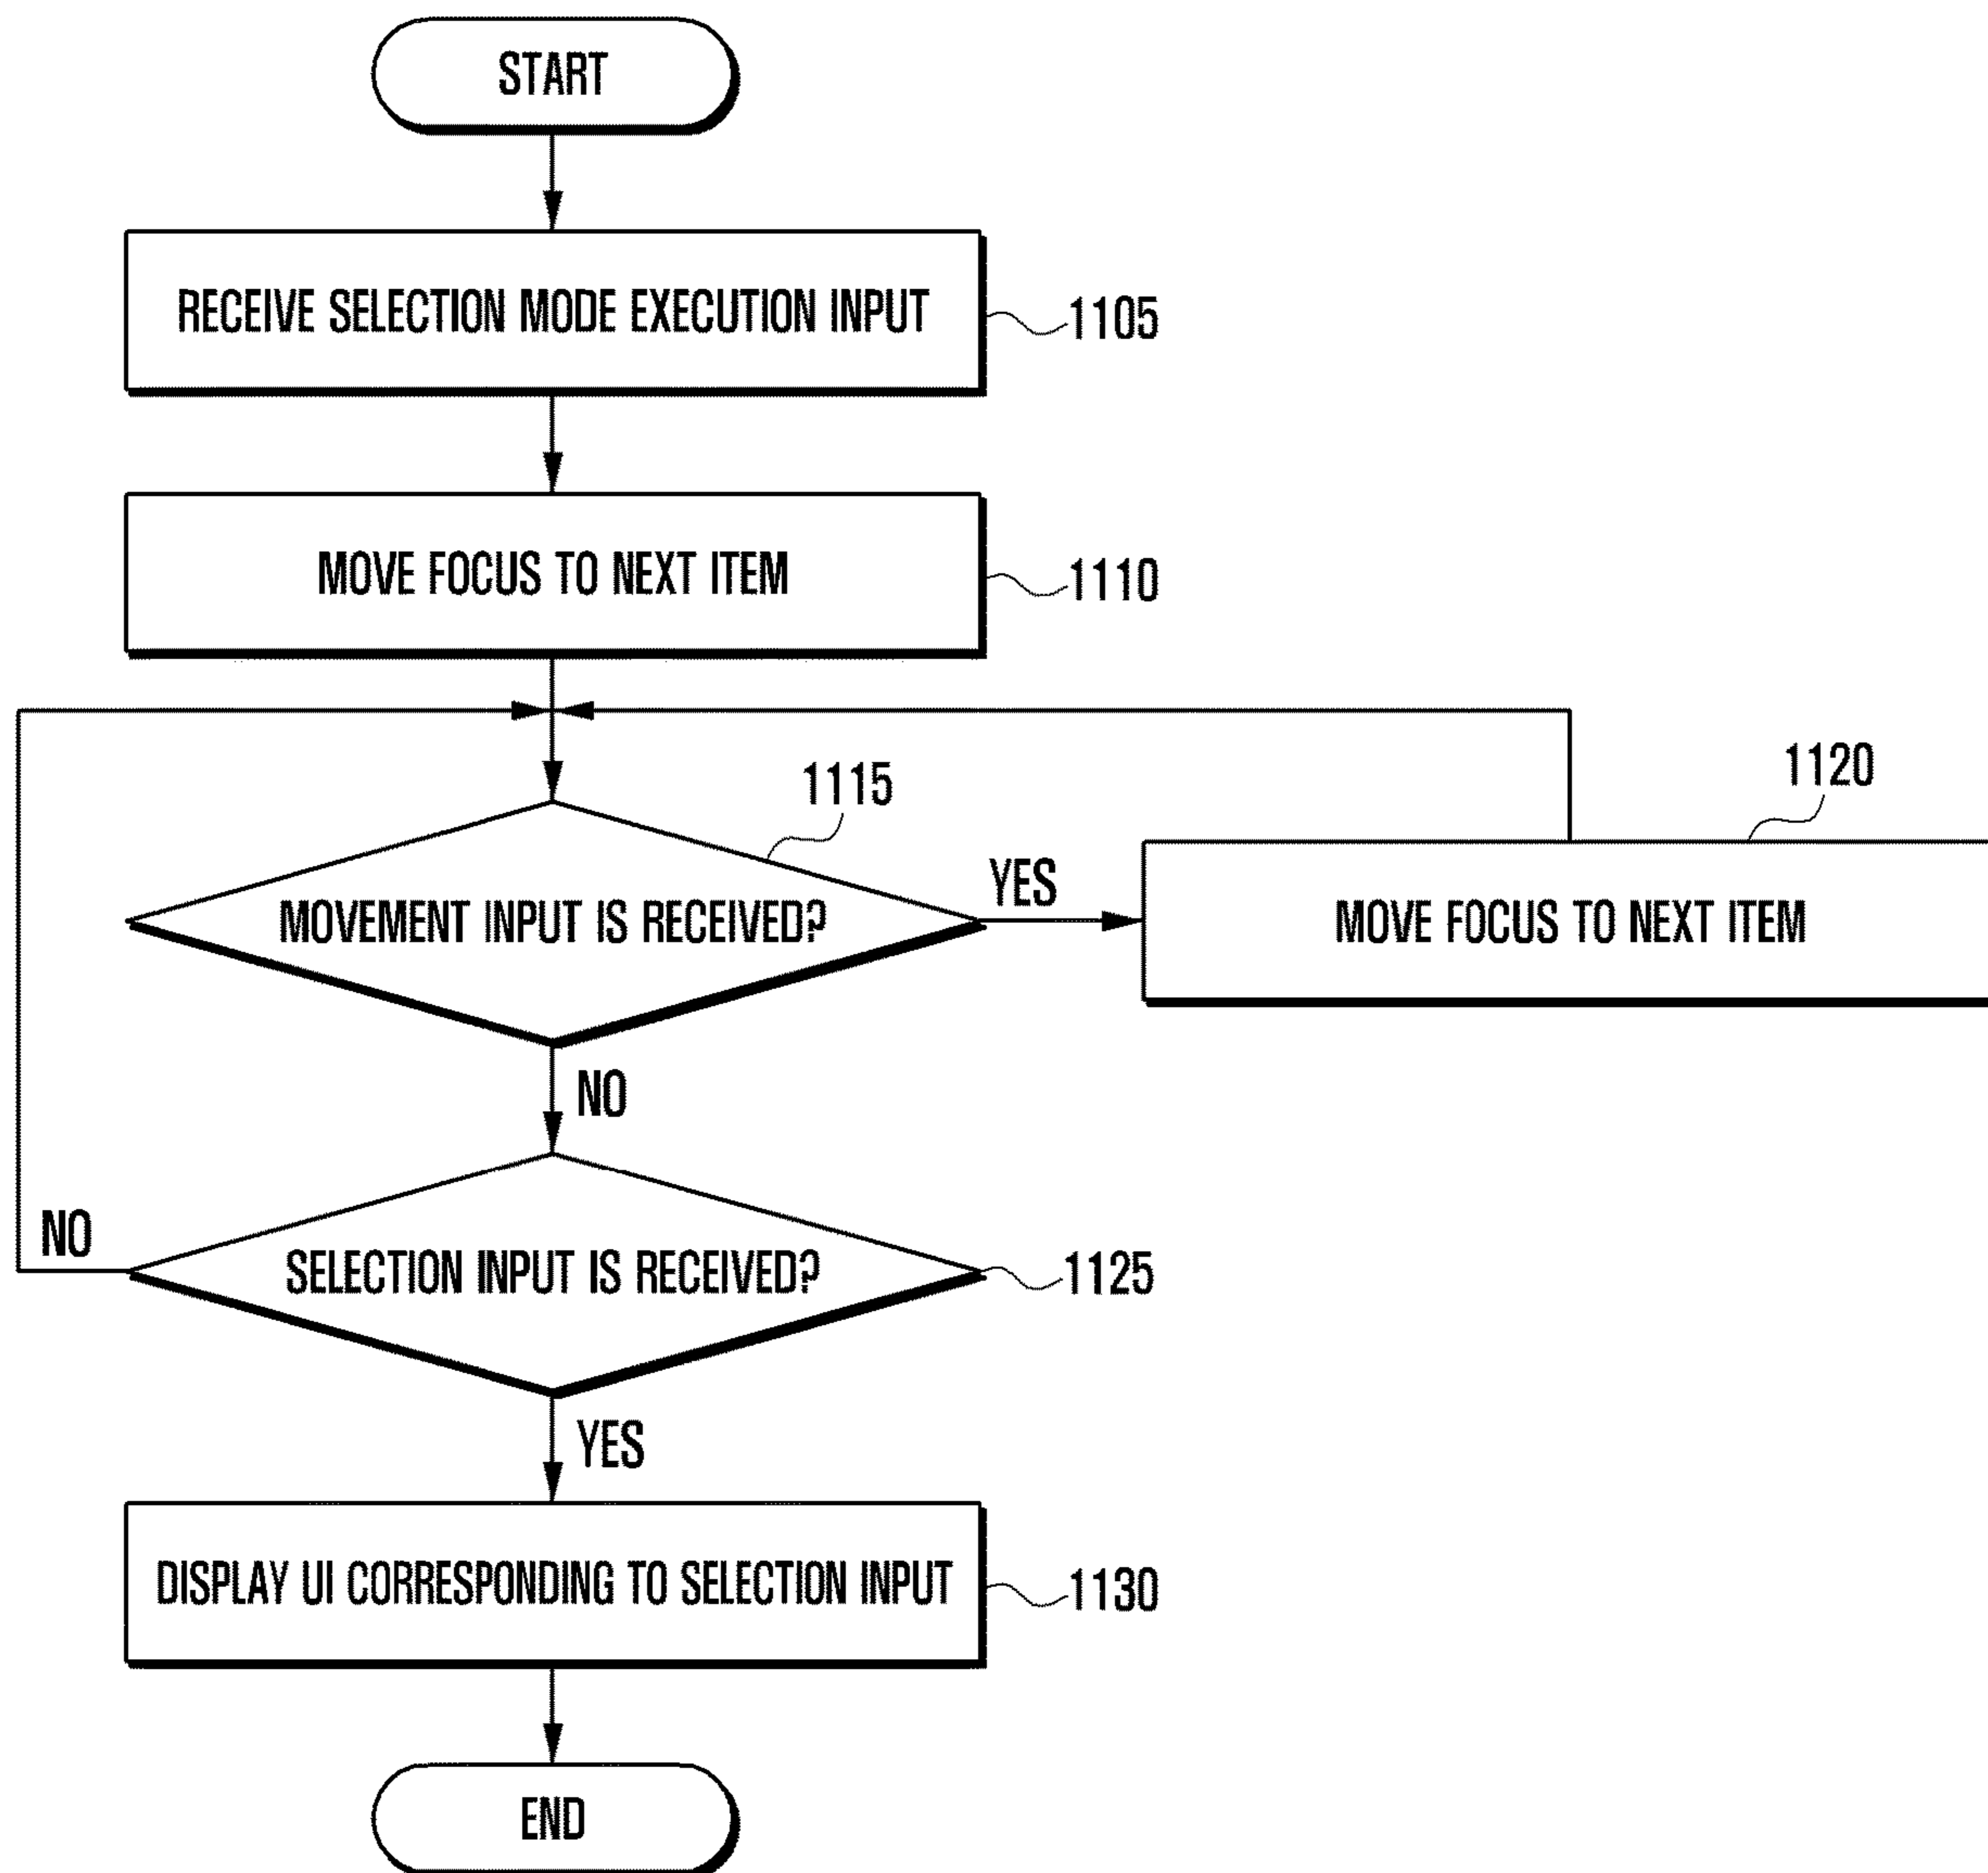 START
RECEIVE SELECTION MODE EXECUTION INPUT
1105
MOVE FOCUS TO NEXT ITEM
1110
1115
1120
MOVEMENT INPUT IS RECEIVED?
YES
MOVE FOCUS TO NEXT ITEM
NO
NO
SELECTION INPUT IS RECEIVED?
1125
YES
DISPLAY UI CORRESPONDING TO SELECTION INPUT
1130
END